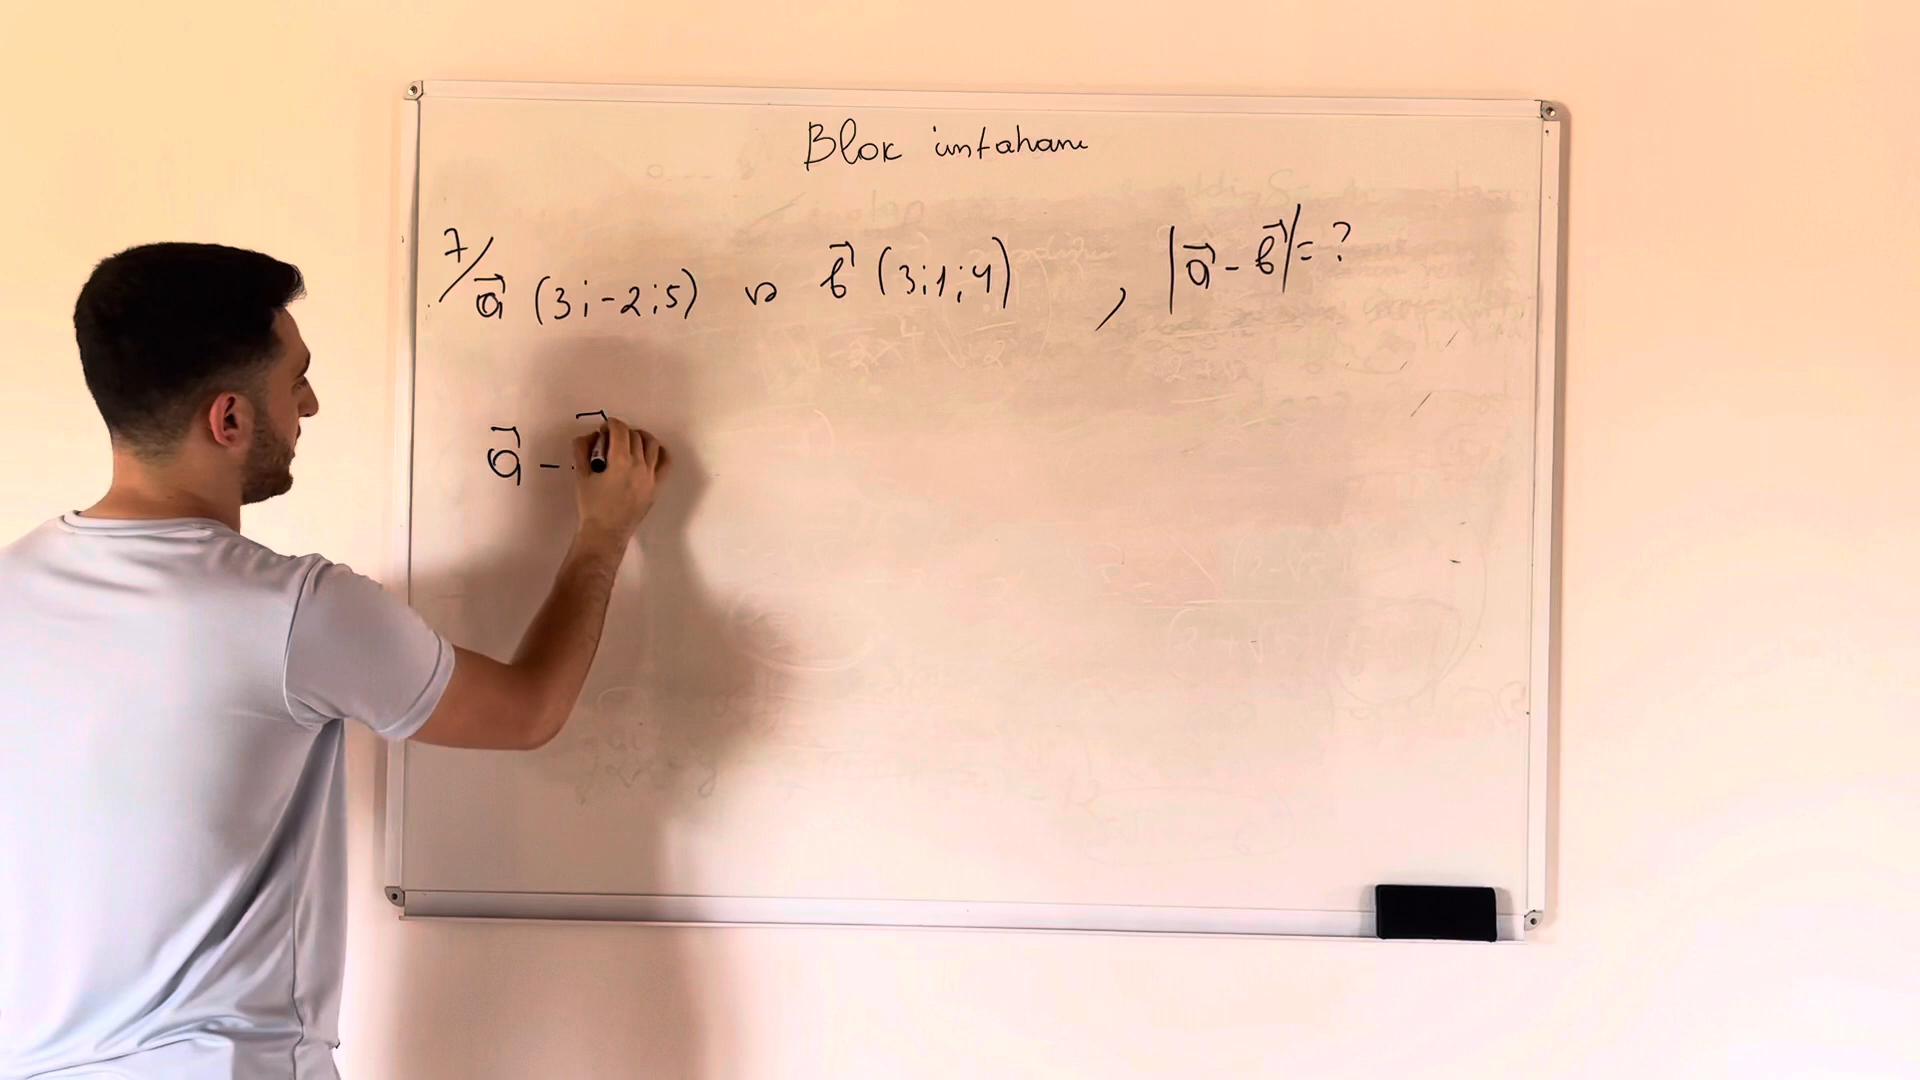 Blok imtahanı
7/ a⃗ (3;-2;5) və b⃗ (3;1;4) , |a⃗ - b⃗|= ?
a⃗ -